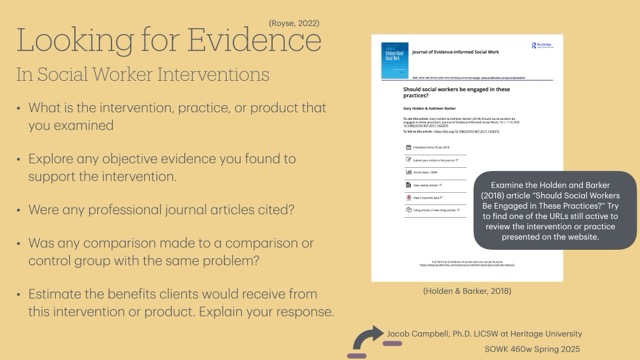 (Royse, 2022)
Looking for Evidence
In Social Worker Interventions
• What is the intervention, practice, or product that
you examined
• Explore any objective evidence you found to
support the intervention.
• Were any professional journal articles cited?
• Was any comparison made to a comparison or
control group with the same problem?
• Estimate the benefits clients would receive from
this intervention or product. Explain your response.
Journal of Evidence-Informed Social Work
Routledge
Should social workers be engaged in these
practices?
Gary Holden & Kathleen Barker
Examine the Holden and Barker
(2018) article "Should Social Workers
Be Engaged in These Practices?" Try
to find one of the URLs still active to
review the intervention or practice
presented on the website.
(Holden & Barker, 2018)
Jacob Campbell, Ph.D. LICSW at Heritage University
SOWK 460w Spring 2025